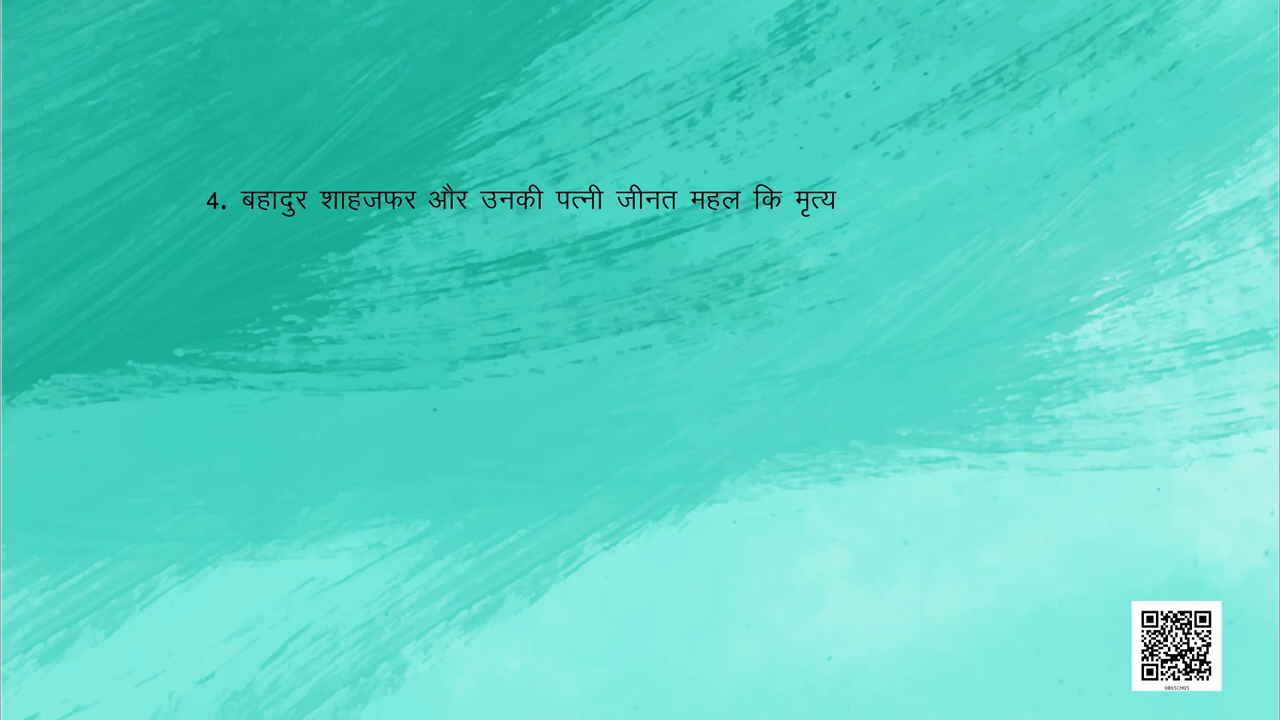 4. बहादुर शाहजफर और उनकी पत्नी जीनत महल कि मृत्य